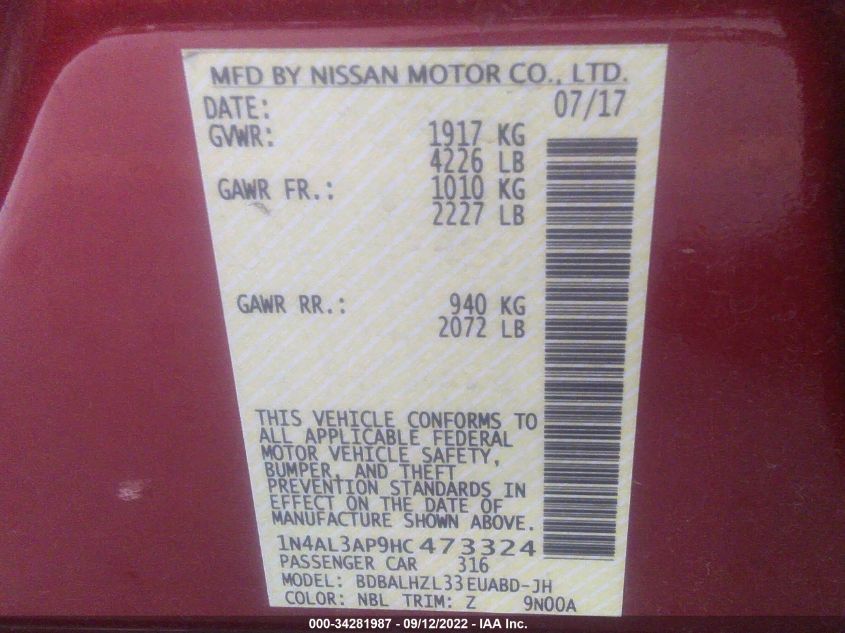 MFD BY NISSAN MOTOR CO., LTD.
DATE: 07/17
GVWR: 1917 KG
4226 LB
GAWR FR.: 1010 KG
2227 LB
GAWR RR.: 940 KG
2072 LB
THIS VEHICLE CONFORMS TO
ALL APPLICABLE FEDERAL
MOTOR VEHICLE SAFETY,
BUMPER, AND THEFT
PREVENTION STANDARDS IN
EFFECT ON THE DATE OF
MANUFACTURE SHOWN ABOVE.
1N4AL3AP9HC473324
PASSENGER CAR 316
MODEL: BDBALHZL33EUABD-JH
COLOR: NBL TRIM: Z 9N00A
000-34281987 - 09/12/2022 - IAA Inc.